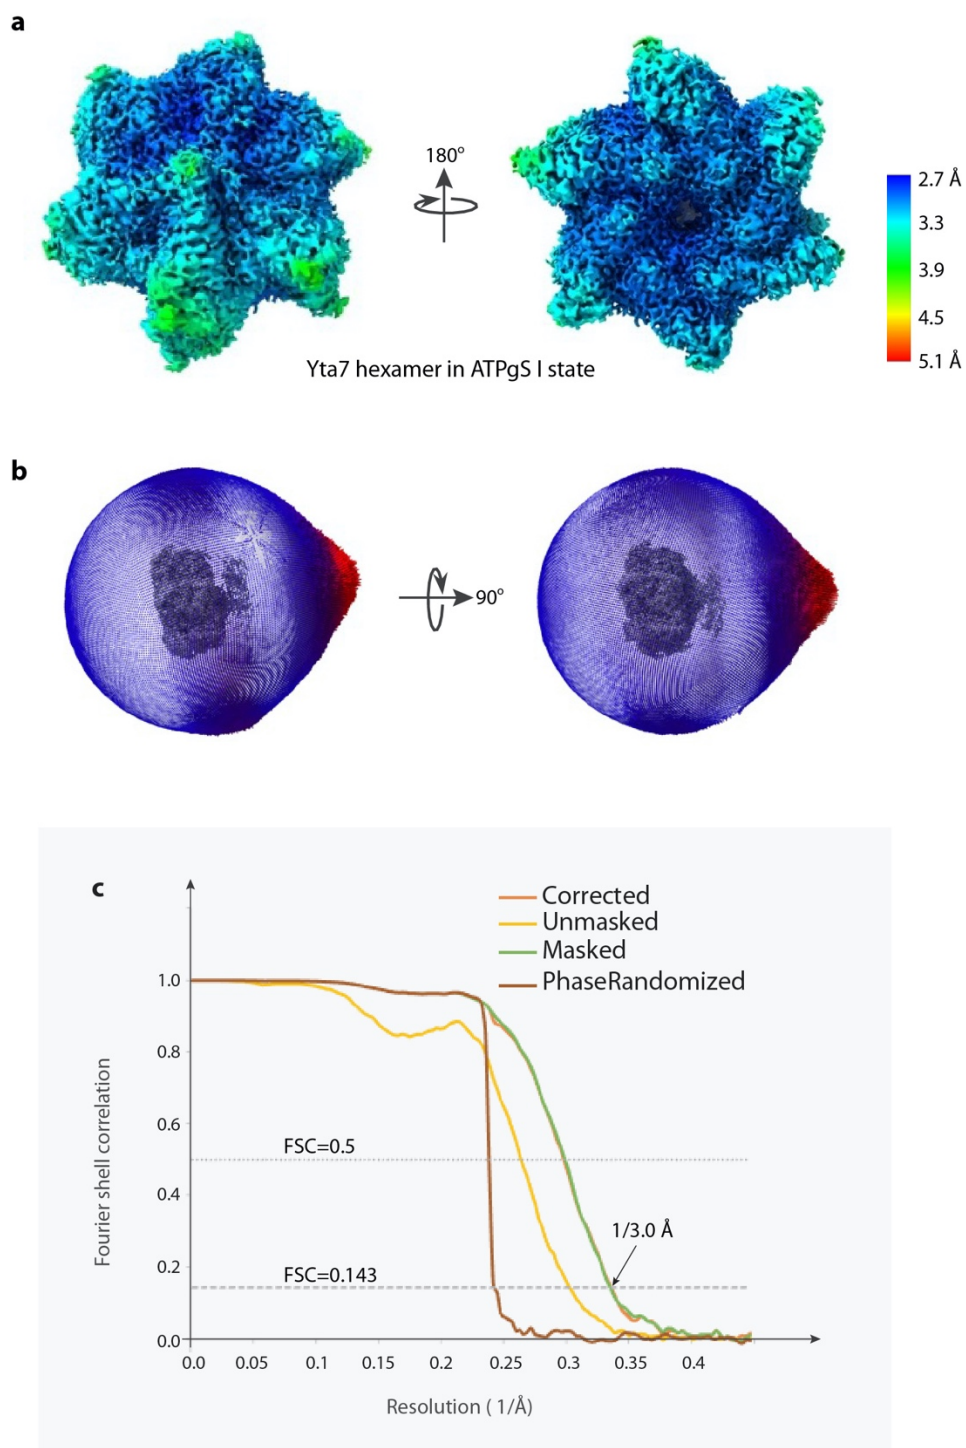 a
180°
2.7 Å
3.3
3.9
4.5
5.1 Å
Yta7 hexamer in ATPgS I state
b
90°
c
Corrected
Unmasked
Masked
PhaseRandomized
1.0
0.8
0.6
0.4
0.2
0.0
Fourier shell correlation
FSC=0.5
1/3.0 Å
FSC=0.143
0.0
0.05
0.1
0.15
0.2
0.25
0.3
0.35
0.4
Resolution ( 1/Å)